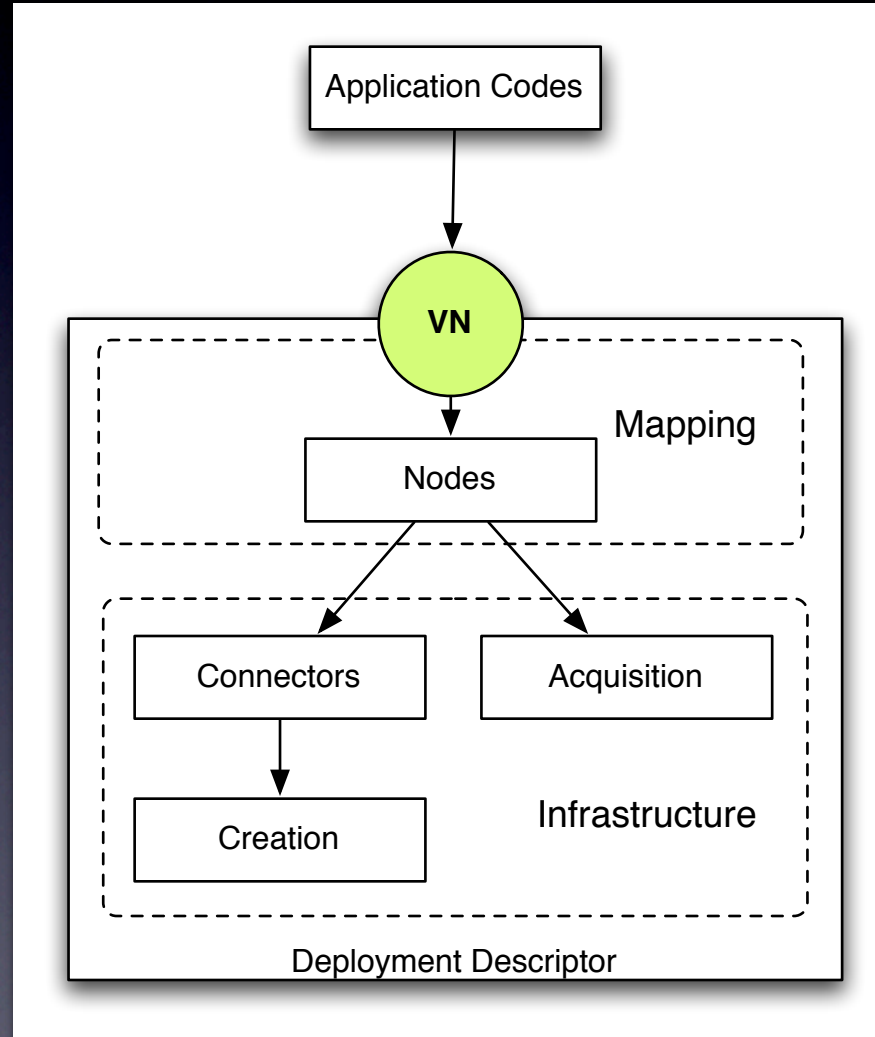 Application Codes
VN
Mapping
Nodes
Connectors
Acquisition
Infrastructure
Creation
Deployment Descriptor